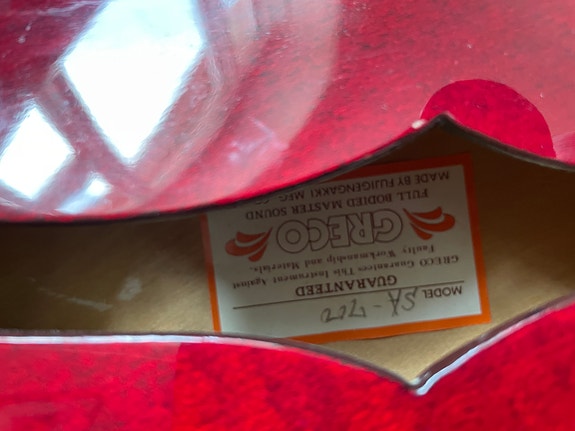 MODEL SA-700
GUARANTEED
GRECO Guarantees This Instrument Against
Faulty Workmanship and Materials.
GRECO
FULL BODIED MASTER SOUND
MADE BY FUJIGENGAKKI MFG. CO